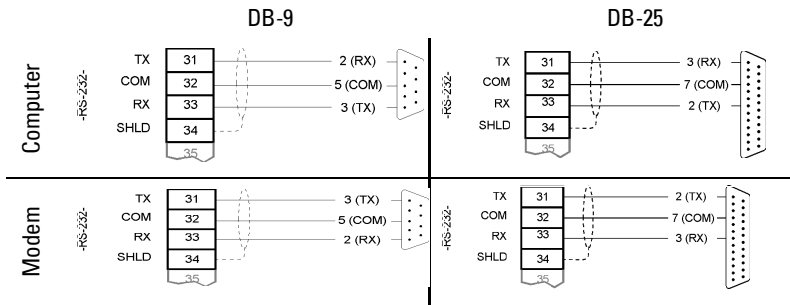 DB-9
DB-25
Computer
-RS-232-
TX 31 2 (RX)
COM 32 5 (COM)
RX 33 3 (TX)
SHLD 34
35
-RS-232-
TX 31 3 (RX)
COM 32 7 (COM)
RX 33 2 (TX)
SHLD 34
35
Modem
-RS-232-
TX 31 3 (TX)
COM 32 5 (COM)
RX 33 2 (RX)
SHLD 34
35
-RS-232-
TX 31 2 (TX)
COM 32 7 (COM)
RX 33 3 (RX)
SHLD 34
35